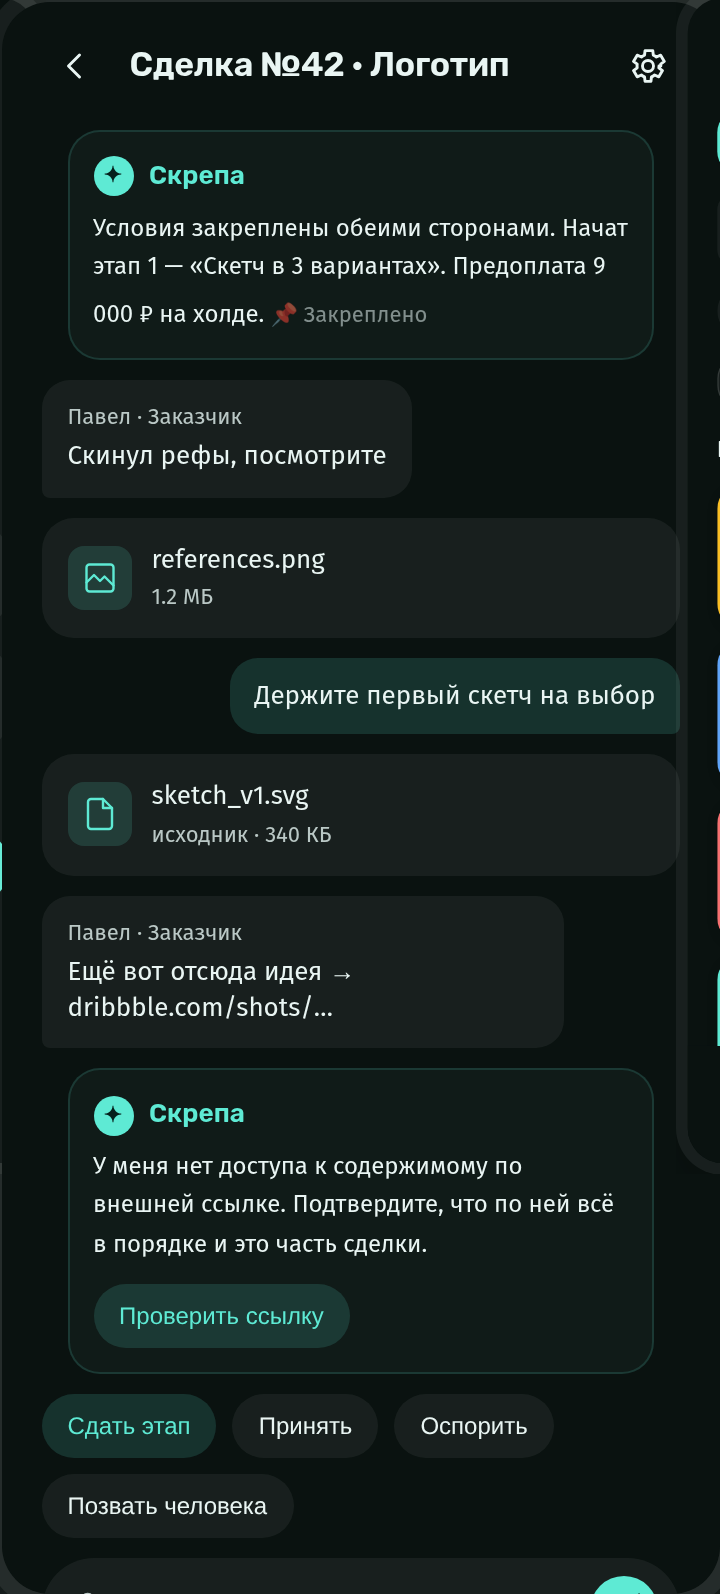 Сделка №42 • Логотип
Скрепа
Условия закреплены обеими сторонами. Начат
этап 1 — «Скетч в 3 вариантах». Предоплата 9
000 ₽ на холде. 📌 Закреплено
Павел · Заказчик
Скинул рефы, посмотрите
references.png
1.2 МБ
Держите первый скетч на выбор
sketch_v1.svg
исходник · 340 КБ
Павел · Заказчик
Ещё вот отсюда идея →
dribbble.com/shots/...
Скрепа
У меня нет доступа к содержимому по
внешней ссылке. Подтвердите, что по ней всё
в порядке и это часть сделки.
Проверить ссылку
Сдать этап
Принять
Оспорить
Позвать человека